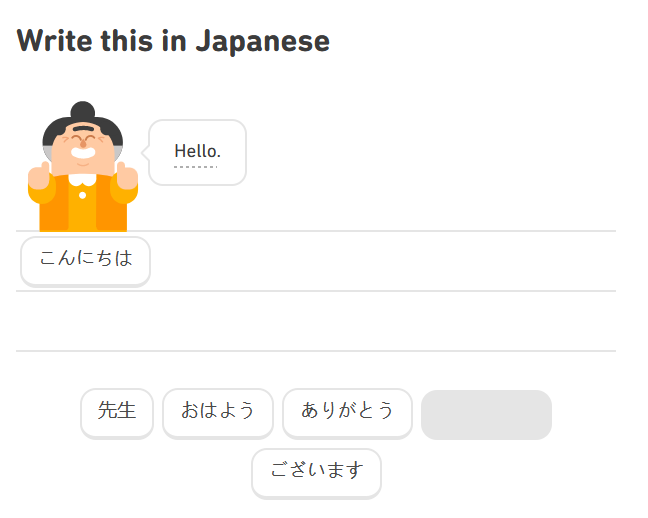 Write this in Japanese
Hello.
こんにちは
先生 おはよう ありがとう
ございます